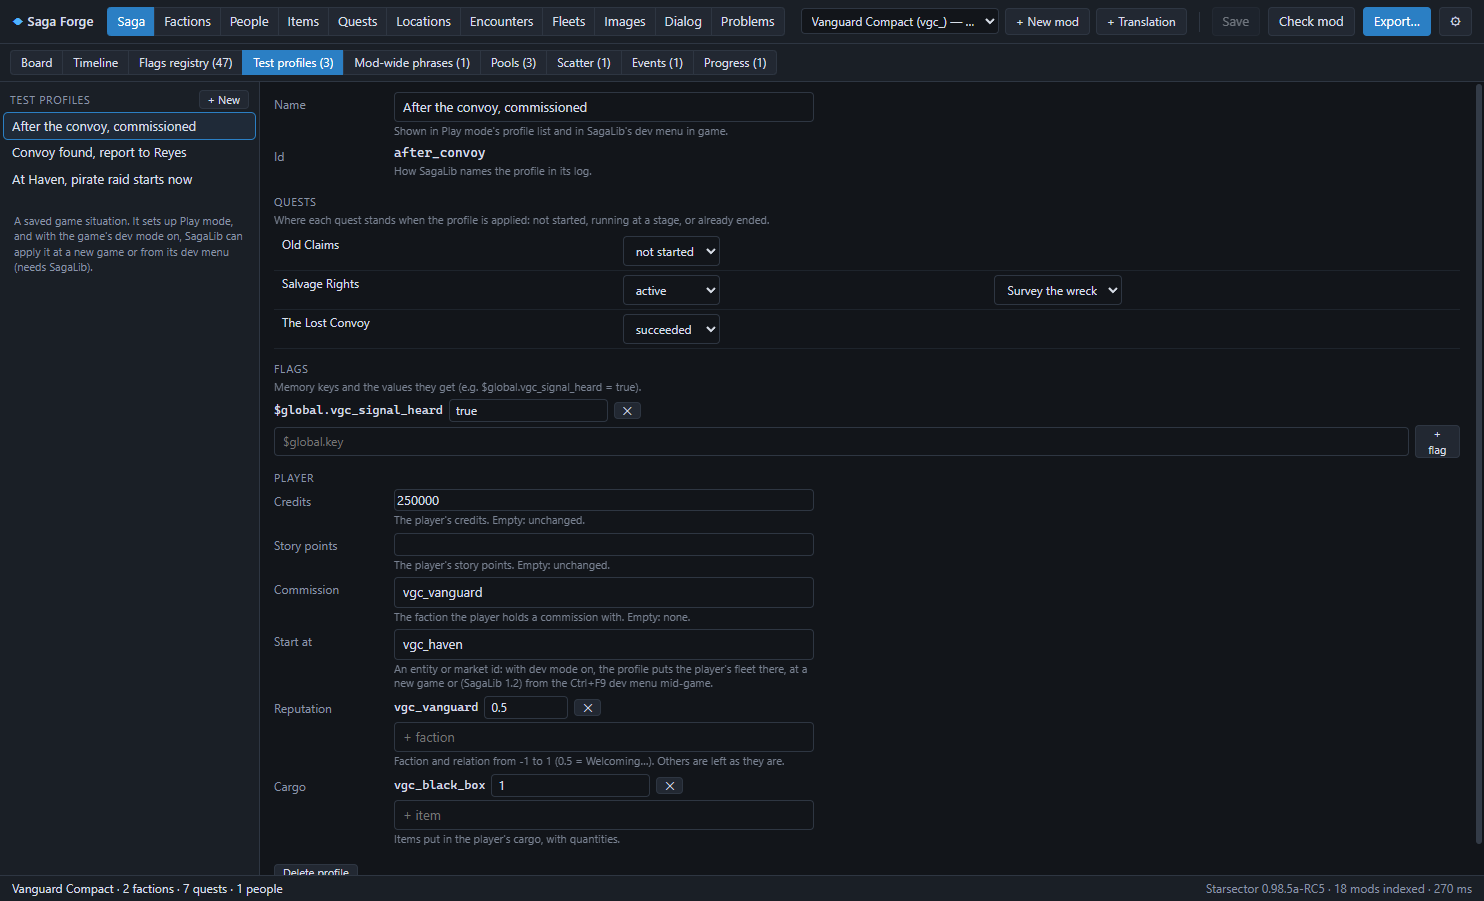 Saga Forge
Saga
Factions
People
Items
Quests
Locations
Encounters
Fleets
Images
Dialog
Problems
Vanguard Compact (vgc_) — ...
+ New mod
+ Translation
Save
Check mod
Export...
Board
Timeline
Flags registry (47)
Test profiles (3)
Mod-wide phrases (1)
Pools (3)
Scatter (1)
Events (1)
Progress (1)
TEST PROFILES
+ New
After the convoy, commissioned
Convoy found, report to Reyes
At Haven, pirate raid starts now
A saved game situation. It sets up Play mode,
and with the game's dev mode on, SagaLib can
apply it at a new game or from its dev menu
(needs SagaLib).
Name
After the convoy, commissioned
Shown in Play mode's profile list and in SagaLib's dev menu in game.
Id
after_convoy
How SagaLib names the profile in its log.
QUESTS
Where each quest stands when the profile is applied: not started, running at a stage, or already ended.
Old Claims
not started
Salvage Rights
active
Survey the wreck
The Lost Convoy
succeeded
FLAGS
Memory keys and the values they get (e.g. $global.vgc_signal_heard = true).
$global.vgc_signal_heard
true
$global.key
+
flag
PLAYER
Credits
250000
The player's credits. Empty: unchanged.
Story points
The player's story points. Empty: unchanged.
Commission
vgc_vanguard
The faction the player holds a commission with. Empty: none.
Start at
vgc_haven
An entity or market id: with dev mode on, the profile puts the player's fleet there, at a
new game or (SagaLib 1.2) from the Ctrl+F9 dev menu mid-game.
Reputation
vgc_vanguard
0.5
+ faction
Faction and relation from -1 to 1 (0.5 = Welcoming...). Others are left as they are.
Cargo
vgc_black_box
1
+ item
Items put in the player's cargo, with quantities.
Delete profile
Vanguard Compact · 2 factions · 7 quests · 1 people
Starsector 0.98.5a-RC5 · 18 mods indexed · 270 ms